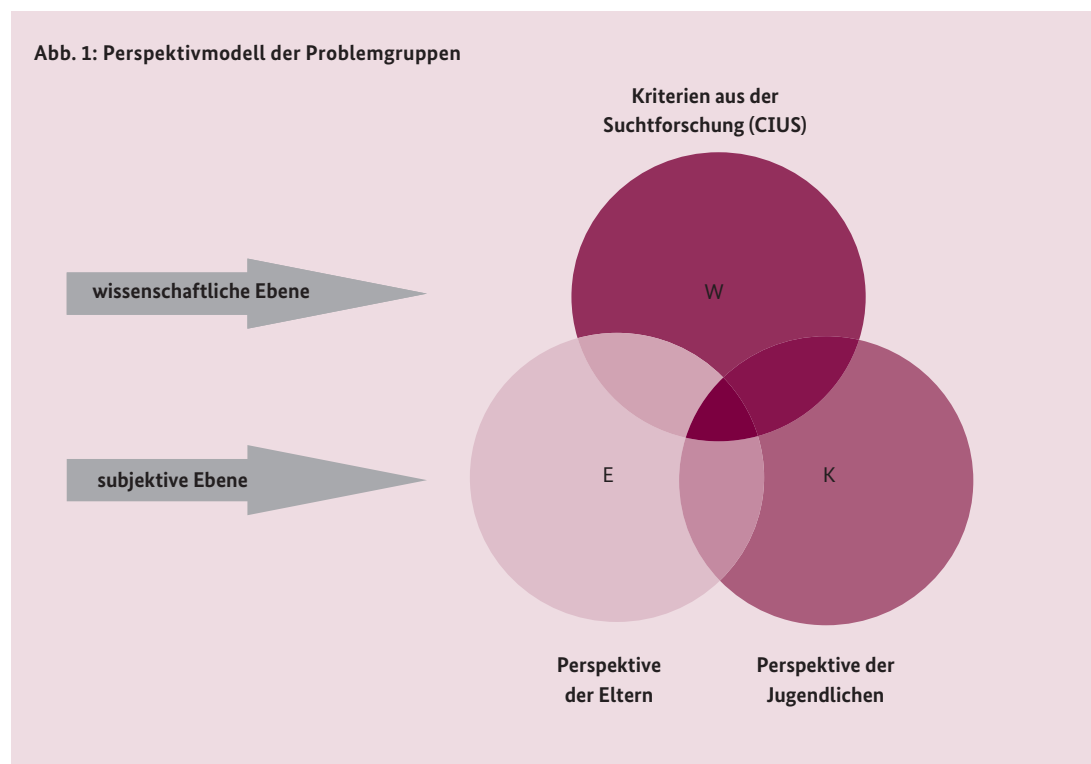 Abb. 1: Perspektivmodell der Problemgruppen
Kriterien aus der
Suchtforschung (CIUS)
wissenschaftliche Ebene
W
subjektive Ebene
E
K
Perspektive
der Eltern
Perspektive der
Jugendlichen